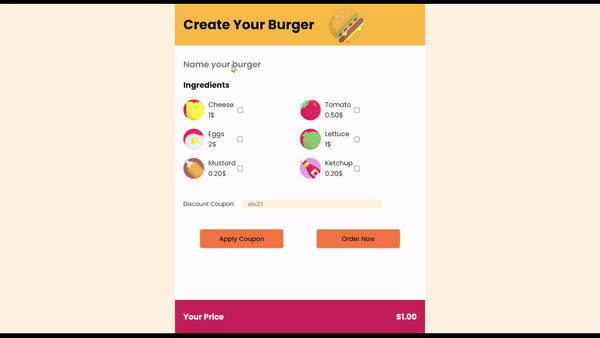 Create Your Burger
Name your burger
Ingredients
Cheese
1$
Tomato
0.50$
Eggs
2$
Lettuce
1$
Mustard
0.20$
Ketchup
0.20$
Discount Coupon
a6c23
Apply Coupon
Order Now
Your Price
$1.00